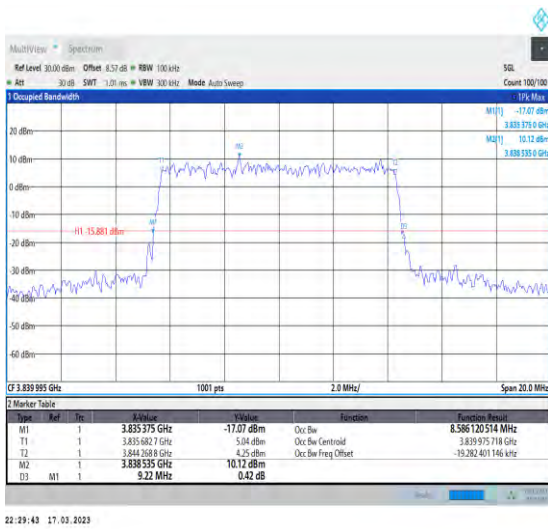 MultiView Spectrum
Ref Level 30.00 dBm Offset 8.57 dB RBW 100 kHz SGL
Att 30 dB SWT 1.01 ms VBW 300 kHz Mode Auto Sweep Count 100/100
1 Occupied Bandwidth 1Pk Max
M1[1] -17.07 dBm
3.835 375 0 GHz
20 dBm M2[1] 10.12 dBm
3.838 535 0 GHz
M2
10 dBm
T1 T2
0 dBm
-10 dBm
M1 D3
H1 -15.881 dBm
-20 dBm
-30 dBm
-40 dBm
-50 dBm
-60 dBm
CF 3.839 995 GHz 1001 pts 2.0 MHz/ Span 20.0 MHz
2 Marker Table
Type Ref Trc X-Value Y-Value Function Function Result
M1 1 3.835 375 GHz -17.07 dBm Occ Bw 8.586 120 514 MHz
T1 1 3.835 682 7 GHz 5.04 dBm Occ Bw Centroid 3.839 975 718 GHz
T2 1 3.844 268 8 GHz 4.25 dBm Occ Bw Freq Offset -19.282 401 146 kHz
M2 1 3.838 535 GHz 10.12 dBm
D3 M1 1 9.22 MHz 0.42 dB
22:29:43 17.03.2023